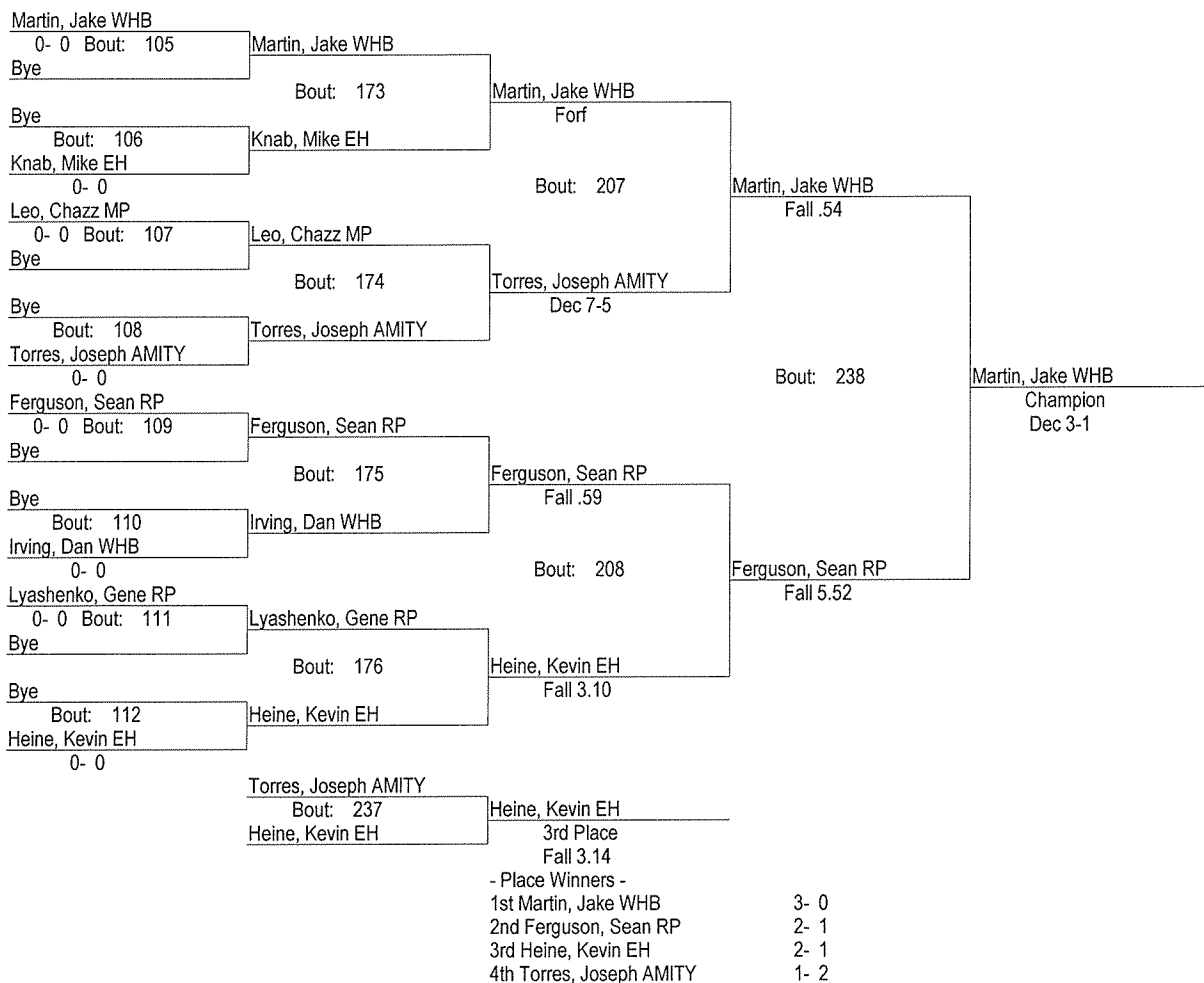 Martin, Jake WHB
0- 0 Bout: 105
Bye
Bye
Bout: 106
Knab, Mike EH
0- 0
Leo, Chazz MP
0- 0 Bout: 107
Bye
Bye
Bout: 108
Torres, Joseph AMITY
0- 0
Ferguson, Sean RP
0- 0 Bout: 109
Bye
Bye
Bout: 110
Irving, Dan WHB
0- 0
Lyashenko, Gene RP
0- 0 Bout: 111
Bye
Bye
Bout: 112
Heine, Kevin EH
0- 0
Martin, Jake WHB
Bout: 173
Knab, Mike EH
Leo, Chazz MP
Bout: 174
Torres, Joseph AMITY
Ferguson, Sean RP
Bout: 175
Irving, Dan WHB
Lyashenko, Gene RP
Bout: 176
Heine, Kevin EH
Martin, Jake WHB
Forf
Bout: 207
Torres, Joseph AMITY
Dec 7-5
Ferguson, Sean RP
Fall .59
Bout: 208
Heine, Kevin EH
Fall 3.10
Martin, Jake WHB
Fall .54
Bout: 238
Ferguson, Sean RP
Fall 5.52
Martin, Jake WHB
Champion
Dec 3-1
Torres, Joseph AMITY
Bout: 237
Heine, Kevin EH
Heine, Kevin EH
3rd Place
Fall 3.14
- Place Winners -
1st Martin, Jake WHB 3- 0
2nd Ferguson, Sean RP 2- 1
3rd Heine, Kevin EH 2- 1
4th Torres, Joseph AMITY 1- 2